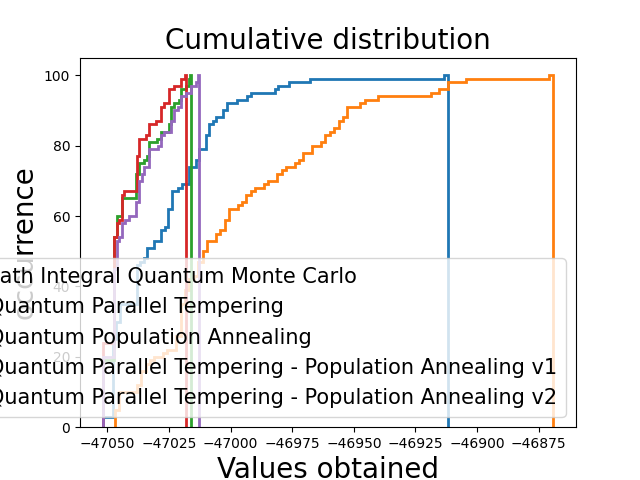 Cumulative distribution
100
80
60
40
20
0
occurrence
ath Integral Quantum Monte Carlo
Quantum Parallel Tempering
Quantum Population Annealing
Quantum Parallel Tempering - Population Annealing v1
Quantum Parallel Tempering - Population Annealing v2
−47050 −47025 −47000 −46975 −46950 −46925 −46900 −46875
Values obtained